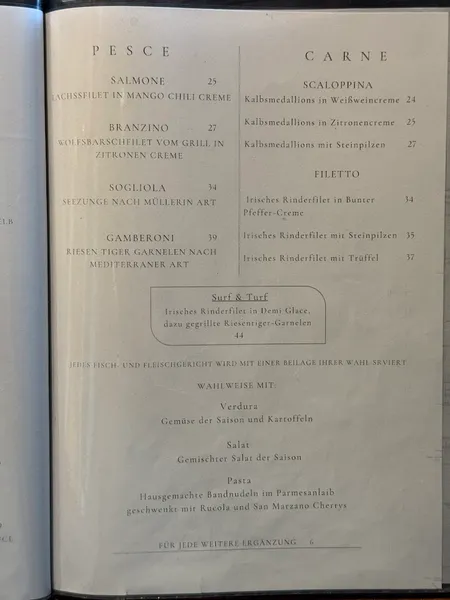 PESCE
SALMONE 25
LACHSSFILET IN MANGO CHILI CREME
BRANZINO 27
WOLFSBARSCHFILET VOM GRILL IN
ZITRONEN CREME
SOGLIOLA 34
SEEZUNGE NACH MÜLLERIN ART
GAMBERONI 39
RIESEN TIGER GARNELEN NACH
MEDITERRANER ART
CARNE
SCALOPPINA
Kalbsmedallions in Weißweincreme 24
Kalbsmedallions in Zitronencreme 25
Kalbsmedallions mit Steinpilzen 27
FILETTO
Irisches Rinderfilet in Bunter 34
Pfeffer-Creme
Irisches Rinderfilet mit Steinpilzen 35
Irisches Rinderfilet mit Trüffel 37
Surf & Turf
Irisches Rinderfilet in Demi Glace,
dazu gegrillte Riesentiger-Garnelen
44
JEDES FISCH- UND FLEISCHGERICHT WIRD MIT EINER BEILAGE IHRER WAHL SRVIERT
WAHLWEISE MIT:
Verdura
Gemüse der Saison und Kartoffeln
Salat
Gemischter Salat der Saison
Pasta
Hausgemachte Bandnudeln im Parmesanlaib
geschwenkt mit Rucola und San Marzano Cherrys
FÜR JEDE WEITERE ERGÄNZUNG 6